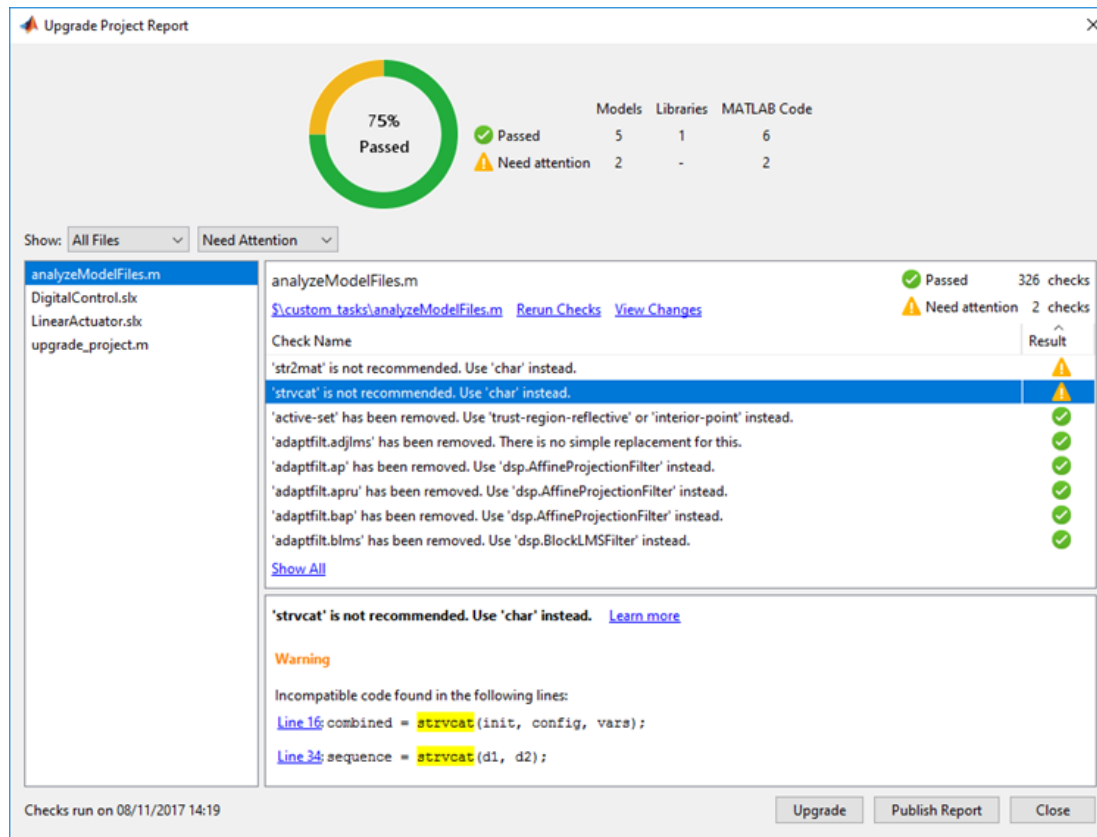 Upgrade Project Report
75%
Passed
Models Libraries MATLAB Code
Passed 5 1 6
Need attention 2 - 2
Show: All Files Need Attention
analyzeModelFiles.m
DigitalControl.slx
LinearActuator.slx
upgrade_project.m
analyzeModelFiles.m
$\custom_tasks\analyzeModelFiles.m Rerun Checks View Changes
Passed 326 checks
Need attention 2 checks
Check Name Result
'str2mat' is not recommended. Use 'char' instead.
'strvcat' is not recommended. Use 'char' instead.
'active-set' has been removed. Use 'trust-region-reflective' or 'interior-point' instead.
'adaptfilt.adjlms' has been removed. There is no simple replacement for this.
'adaptfilt.ap' has been removed. Use 'dsp.AffineProjectionFilter' instead.
'adaptfilt.apru' has been removed. Use 'dsp.AffineProjectionFilter' instead.
'adaptfilt.bap' has been removed. Use 'dsp.AffineProjectionFilter' instead.
'adaptfilt.blms' has been removed. Use 'dsp.BlockLMSFilter' instead.
Show All
'strvcat' is not recommended. Use 'char' instead. Learn more
Warning
Incompatible code found in the following lines:
Line 16: combined = strvcat(init, config, vars);
Line 34: sequence = strvcat(d1, d2);
Checks run on 08/11/2017 14:19
Upgrade Publish Report Close